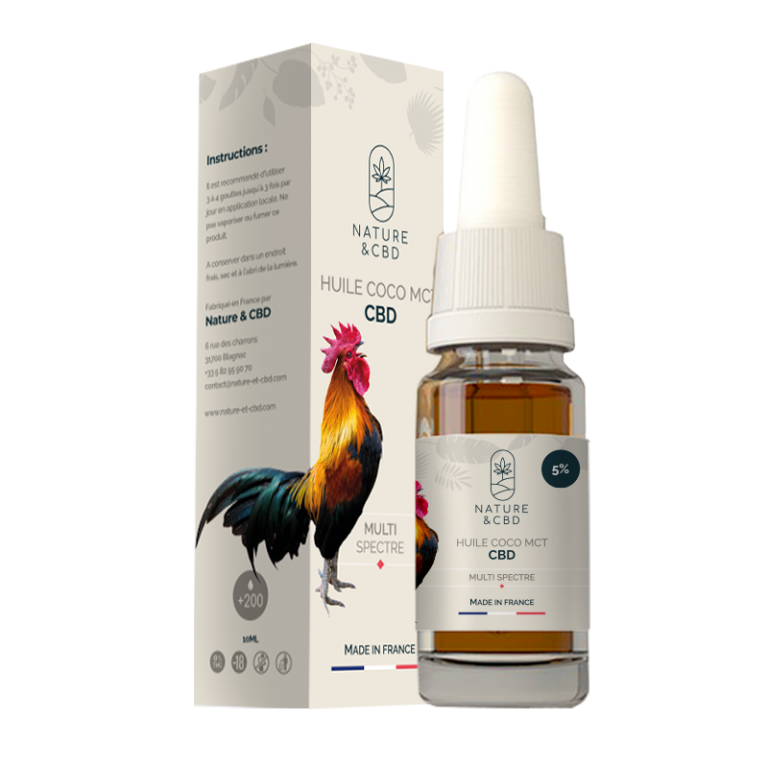 Instructions :
Il est recommandé d'utiliser
3 à 4 gouttes jusqu'à 3 fois par
jour en application locale. Ne
pas vaporiser ou fumer ce
produit.
A conserver dans un endroit
frais, sec et à l'abri de la lumière.
Fabriqué en France par
Nature & CBD
6 rue des charrons
31700 Blagnac
+33 5 82 95 90 70
contact@nature-et-cbd.com
www.nature-et-cbd.com
+200
10ML
0%
THC
-18
NATURE
& CBD
HUILE COCO MCT
CBD
MULTI
SPECTRE
MADE IN FRANCE
5%
NATURE
& CBD
HUILE COCO MCT
CBD
MULTI SPECTRE
MADE IN FRANCE